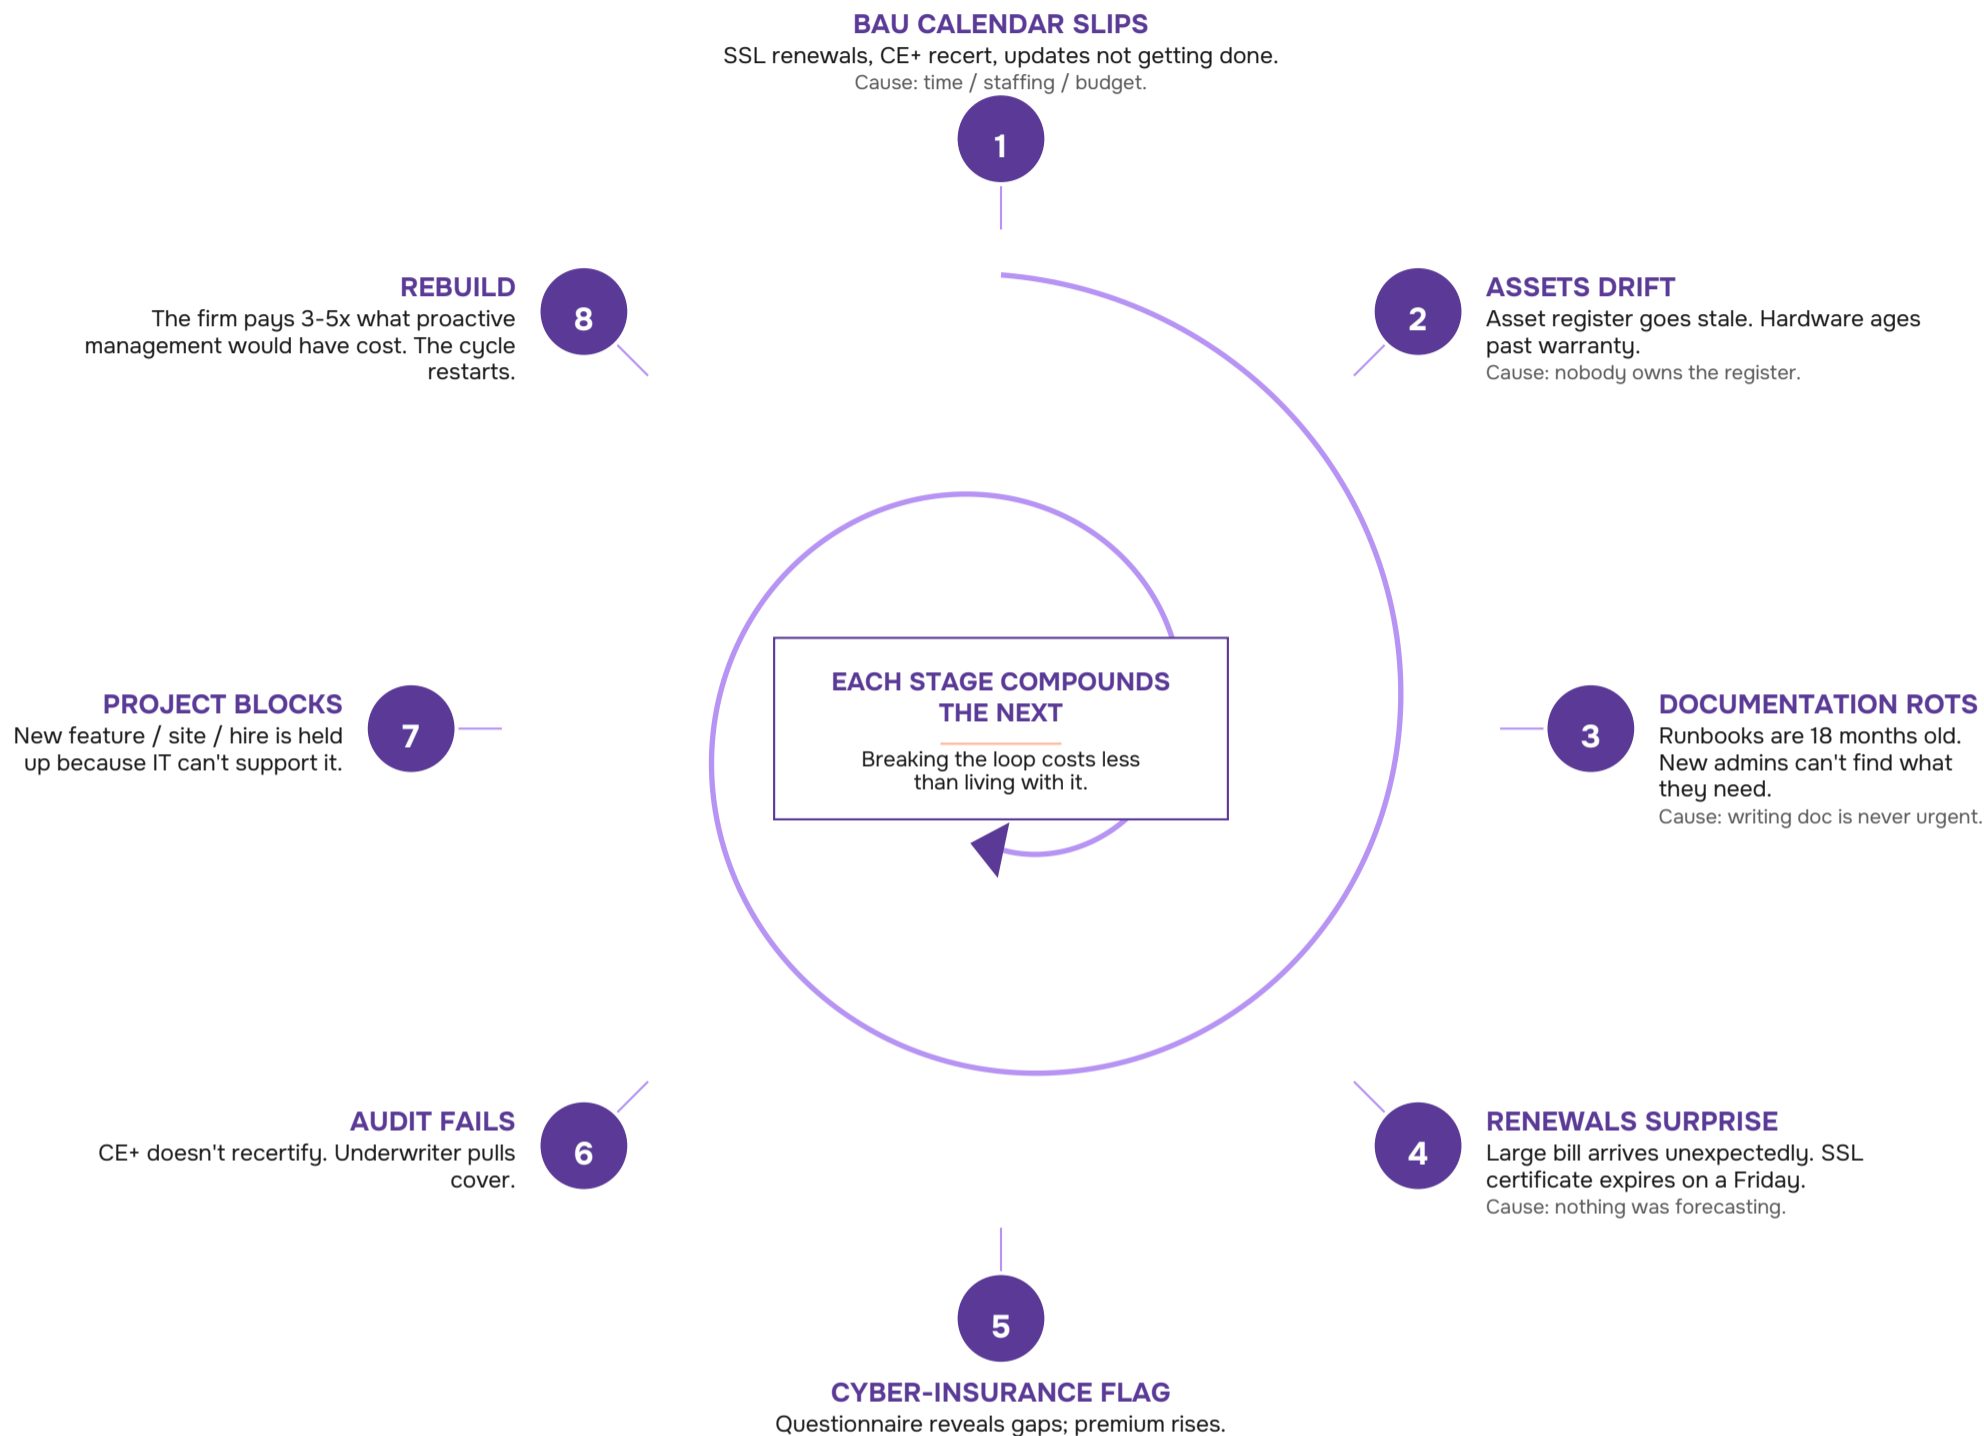 BAU CALENDAR SLIPS
SSL renewals, CE+ recert, updates not getting done.
Cause: time / staffing / budget.
1
2
ASSETS DRIFT
Asset register goes stale. Hardware ages
past warranty.
Cause: nobody owns the register.
3
DOCUMENTATION ROTS
Runbooks are 18 months old.
New admins can't find what
they need.
Cause: writing doc is never urgent.
4
RENEWALS SURPRISE
Large bill arrives unexpectedly. SSL
certificate expires on a Friday.
Cause: nothing was forecasting.
5
CYBER-INSURANCE FLAG
Questionnaire reveals gaps; premium rises.
6
AUDIT FAILS
CE+ doesn't recertify. Underwriter pulls
cover.
7
PROJECT BLOCKS
New feature / site / hire is held
up because IT can't support it.
8
REBUILD
The firm pays 3-5x what proactive
management would have cost. The cycle
restarts.
EACH STAGE COMPOUNDS
THE NEXT
Breaking the loop costs less
than living with it.